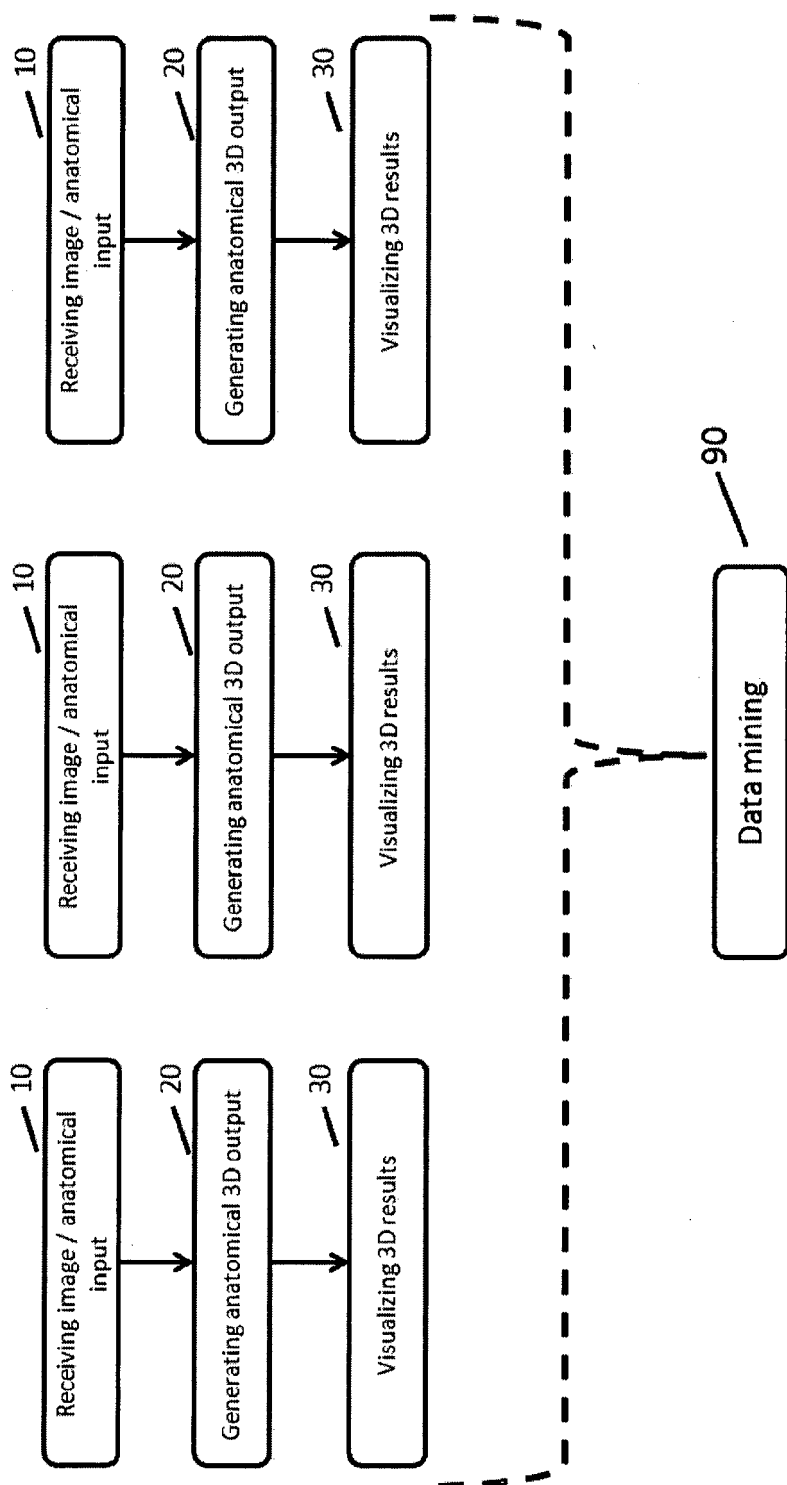 10
Receiving image / anatomical
input
20
Generating anatomical 3D output
30
Visualizing 3D results
10
Receiving image / anatomical
input
20
Generating anatomical 3D output
30
Visualizing 3D results
10
Receiving image / anatomical
input
20
Generating anatomical 3D output
30
Visualizing 3D results
90
Data mining